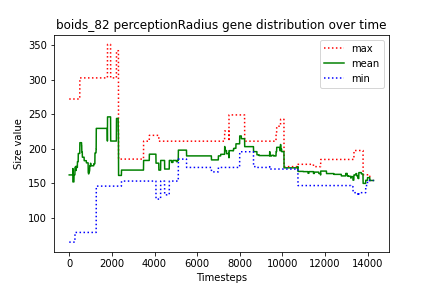 boids_82 perceptionRadius gene distribution over time
max
mean
min
Size value
350
300
250
200
150
100
0 2000 4000 6000 8000 10000 12000 14000
Timesteps